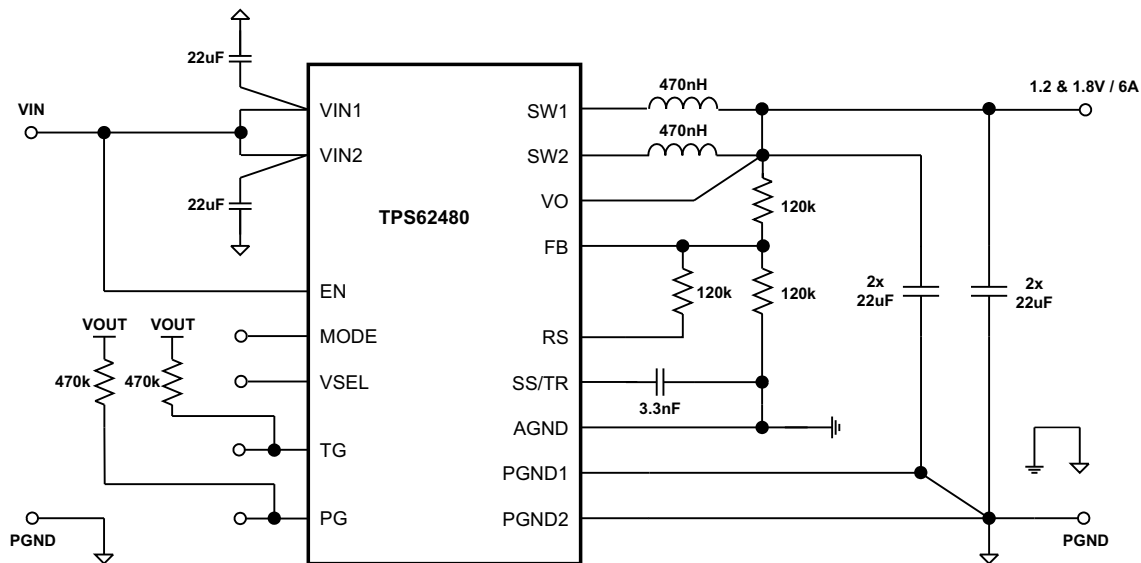 22uF
VIN
22uF
VOUT
VOUT
470k
470k
PGND
VIN1
VIN2
EN
MODE
VSEL
TG
PG
TPS62480
SW1
SW2
VO
FB
RS
SS/TR
AGND
PGND1
PGND2
470nH
470nH
120k
120k
120k
3.3nF
2x
22uF
2x
22uF
1.2 & 1.8V / 6A
PGND